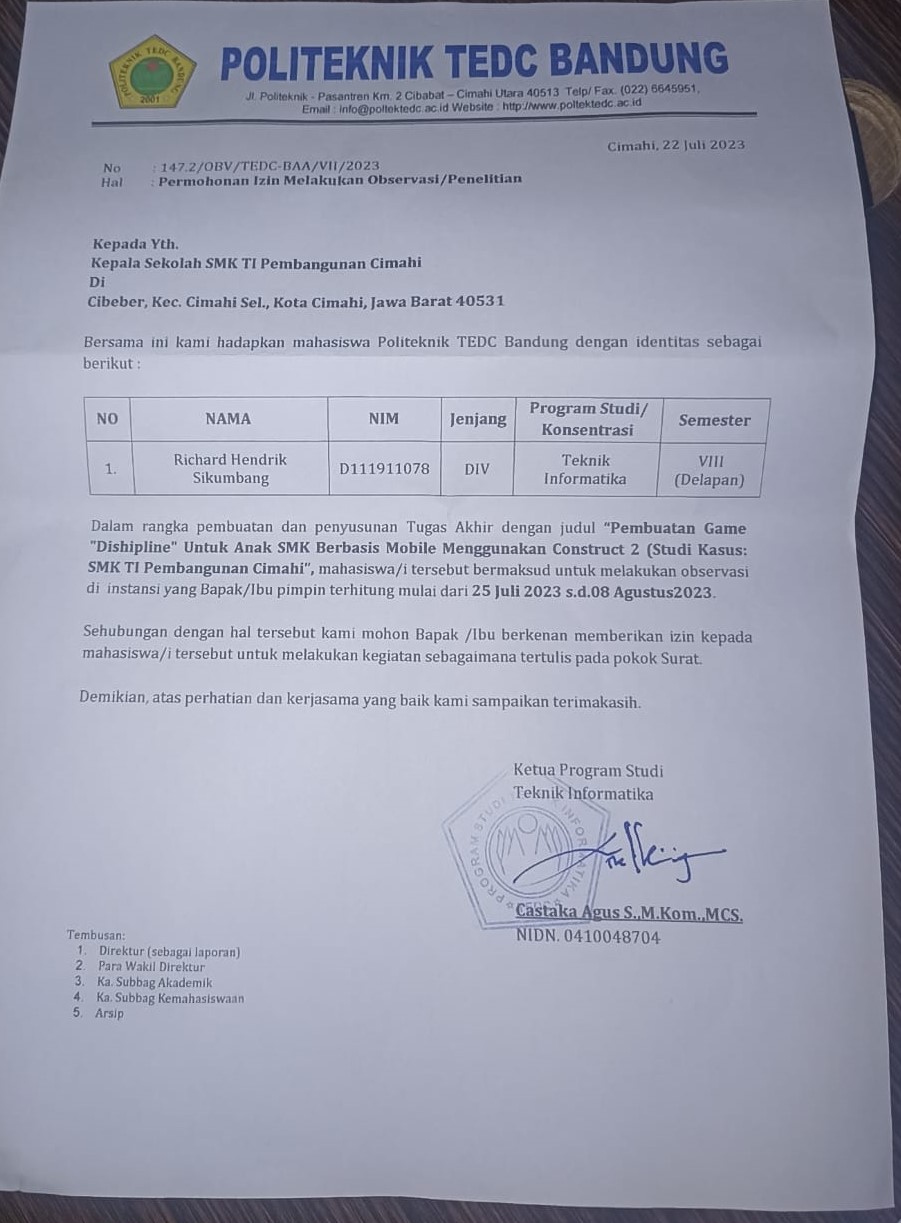 POLITEKNIK TEDC BANDUNG
2001
POLITEKNIK TEDC BANDUNG
Jl. Politeknik - Pasantren Km. 2 Cibabat – Cimahi Utara 40513 Telp/ Fax. (022) 6645951,
Email : info@poltektedc.ac.id Website : http://www.poltektedc.ac.id
Cimahi, 22 Juli 2023
No : 147.2/OBV/TEDC-BAA/VII/2023
Hal : Permohonan Izin Melakukan Observasi/Penelitian
Kepada Yth.
Kepala Sekolah SMK TI Pembangunan Cimahi
Di
Cibeber, Kec. Cimahi Sel., Kota Cimahi, Jawa Barat 40531
Bersama ini kami hadapkan mahasiswa Politeknik TEDC Bandung dengan identitas sebagai
berikut :
NO NAMA NIM Jenjang Program Studi/ Konsentrasi Semester
1. Richard Hendrik Sikumbang D111911078 DIV Teknik Informatika VIII (Delapan)
Dalam rangka pembuatan dan penyusunan Tugas Akhir dengan judul “Pembuatan Game
"Dishipline" Untuk Anak SMK Berbasis Mobile Menggunakan Construct 2 (Studi Kasus:
SMK TI Pembangunan Cimahi”, mahasiswa/i tersebut bermaksud untuk melakukan observasi
di instansi yang Bapak/Ibu pimpin terhitung mulai dari 25 Juli 2023 s.d.08 Agustus2023.
Sehubungan dengan hal tersebut kami mohon Bapak /Ibu berkenan memberikan izin kepada
mahasiswa/i tersebut untuk melakukan kegiatan sebagaimana tertulis pada pokok Surat.
Demikian, atas perhatian dan kerjasama yang baik kami sampaikan terimakasih.
Ketua Program Studi
Teknik Informatika
PROGRAM STUDI INFORMATIKA
Castaka Agus S.,M.Kom.,MCS.
NIDN. 0410048704
Tembusan:
1. Direktur (sebagai laporan)
2. Para Wakil Direktur
3. Ka. Subbag Akademik
4. Ka. Subbag Kemahasiswaan
5. Arsip